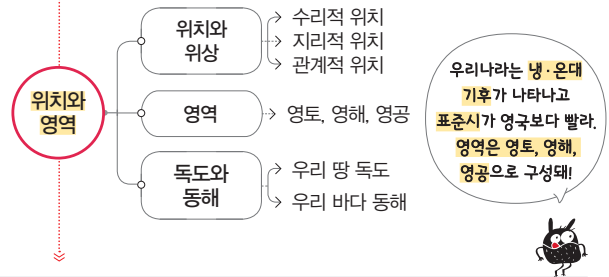 위치와
영역
위치와
위상
수리적 위치
지리적 위치
관계적 위치
영역
영토, 영해, 영공
독도와
동해
우리 땅 독도
우리 바다 동해
우리나라는 냉·온대
기후가 나타나고
표준시가 영국보다 빨라.
영역은 영토, 영해,
영공으로 구성돼!